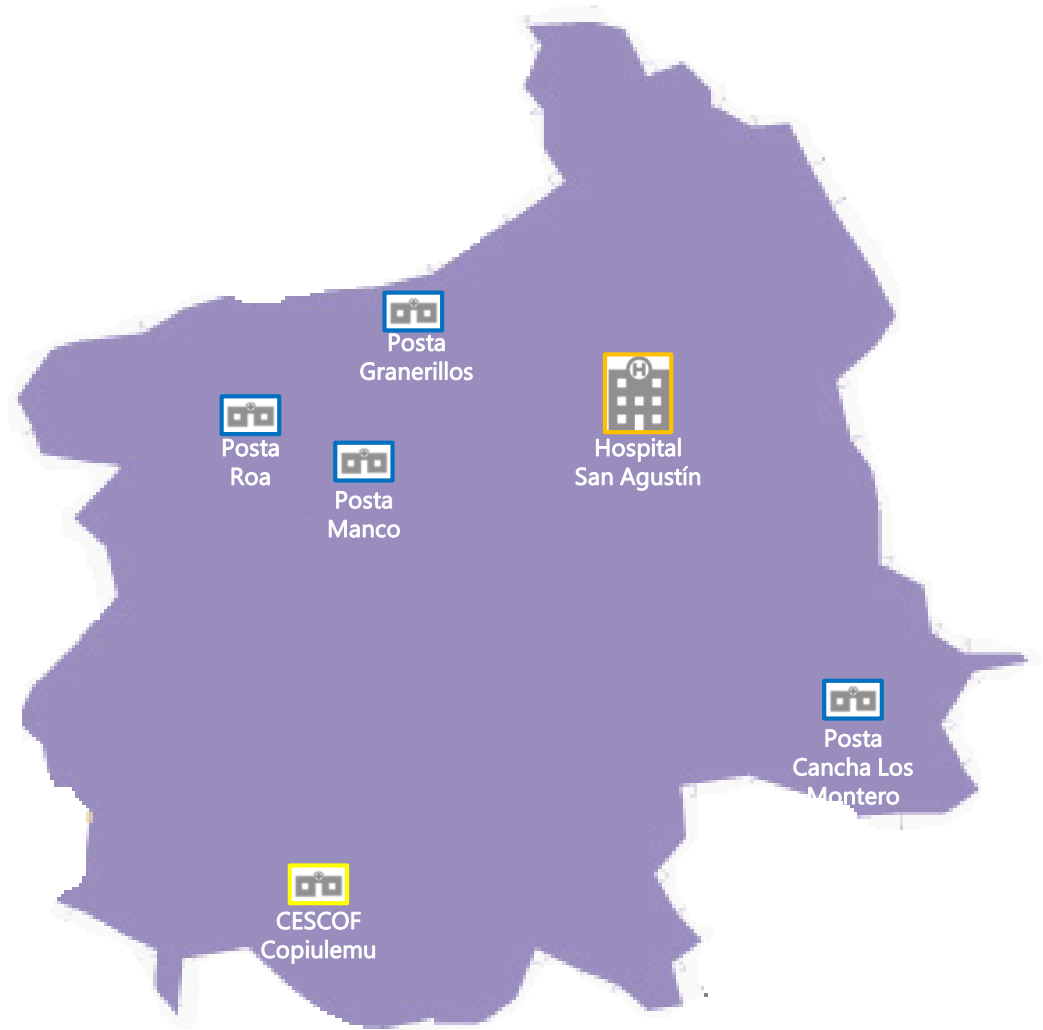 Posta
Granerillos
H
Hospital
San Agustín
Posta
Roa
Posta
Manco
Posta
Cancha Los
Montero
CESCOF
Copiulemu